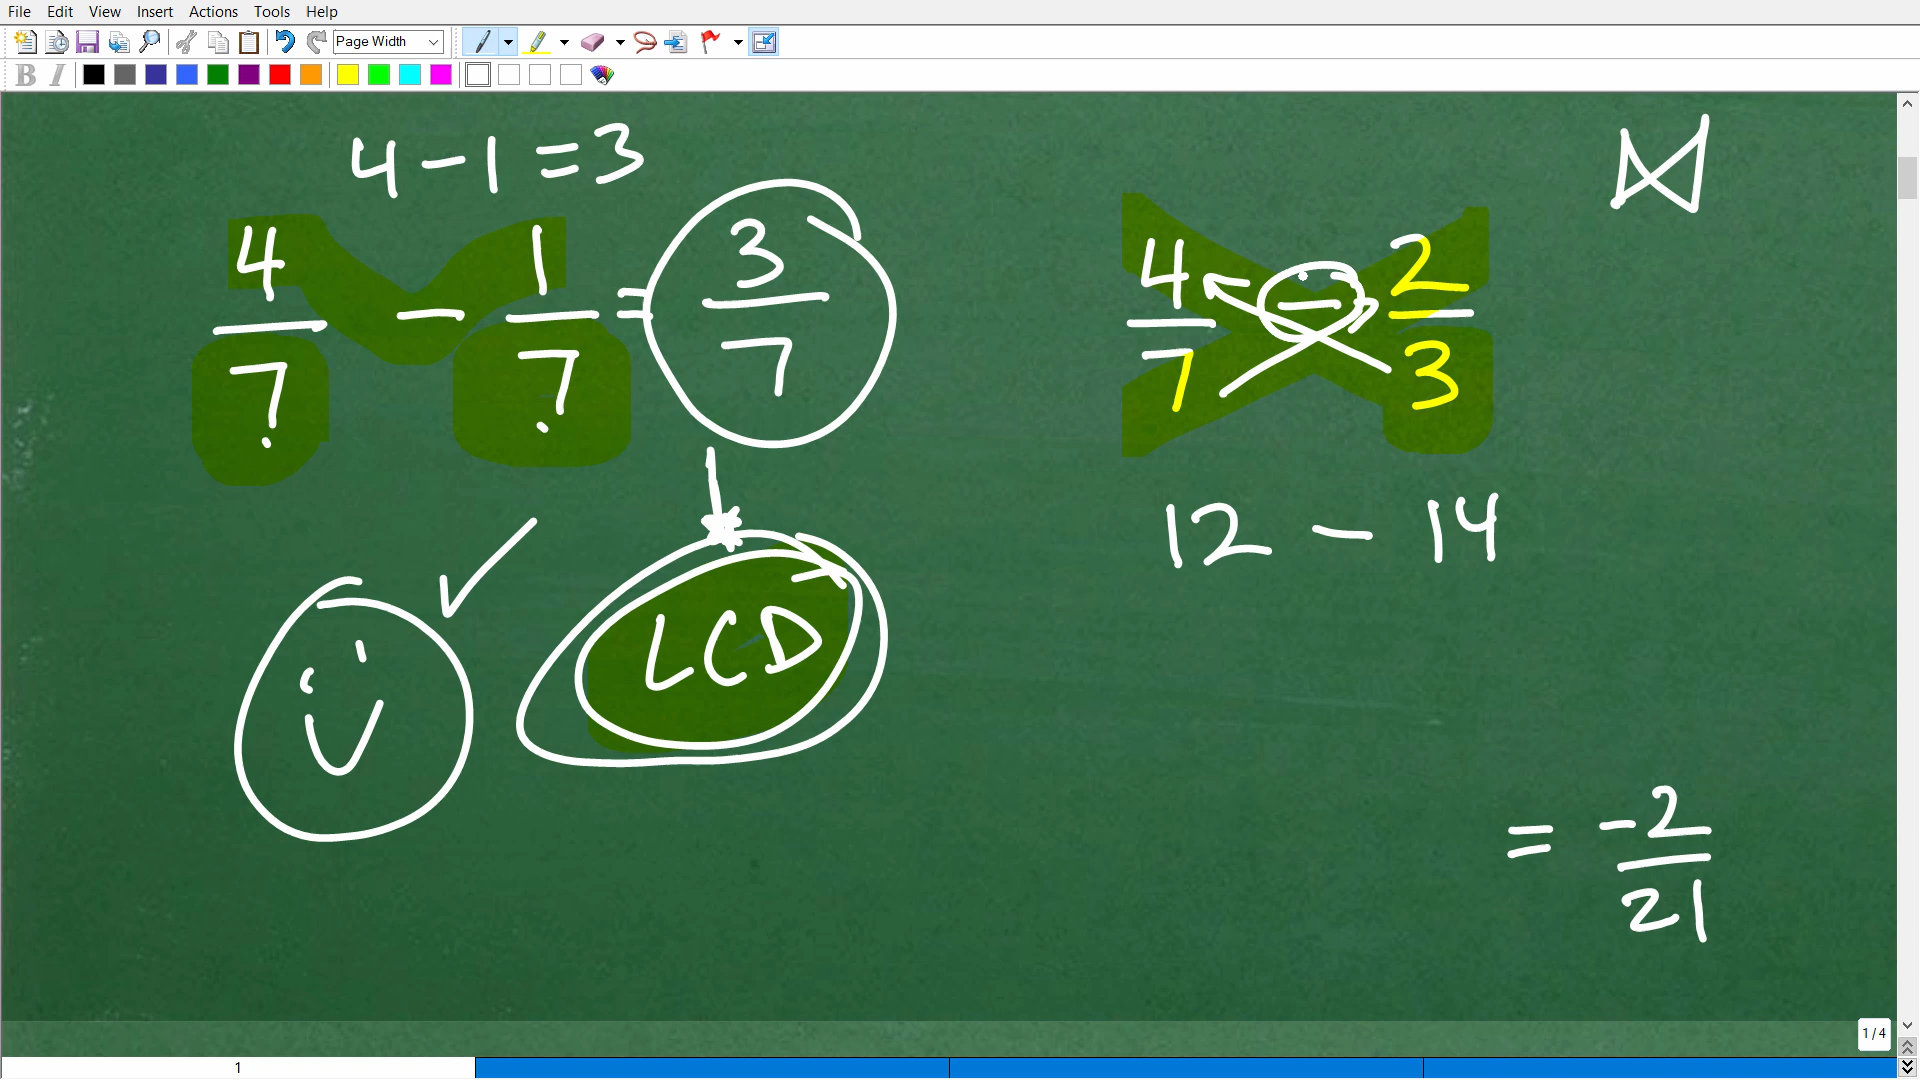 File Edit View Insert Actions Tools Help
Page Width
B I
4 - 1 = 3
4/7 - 1/7 = 3/7
4/7 - 2/3
12 - 14
LCD
= -2/21
1 / 4
1